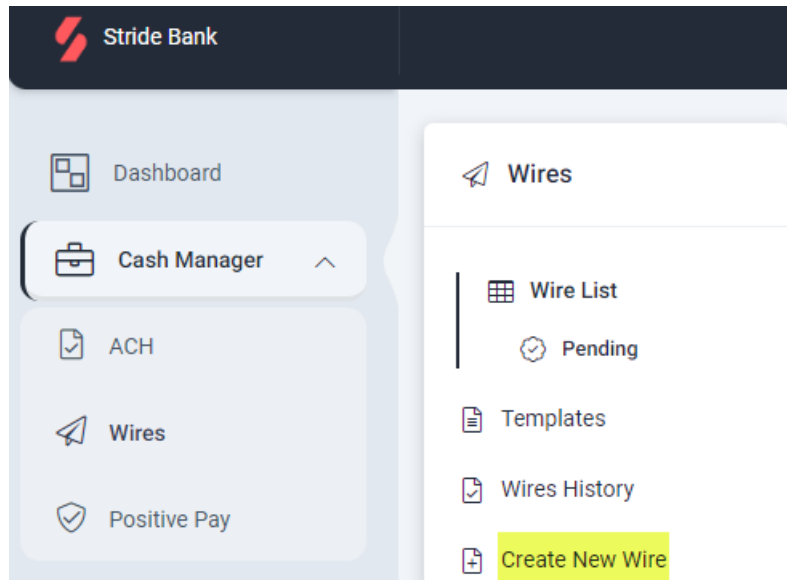 Stride Bank
Dashboard
Cash Manager
ACH
Wires
Positive Pay
Wires
Wire List
Pending
Templates
Wires History
Create New Wire